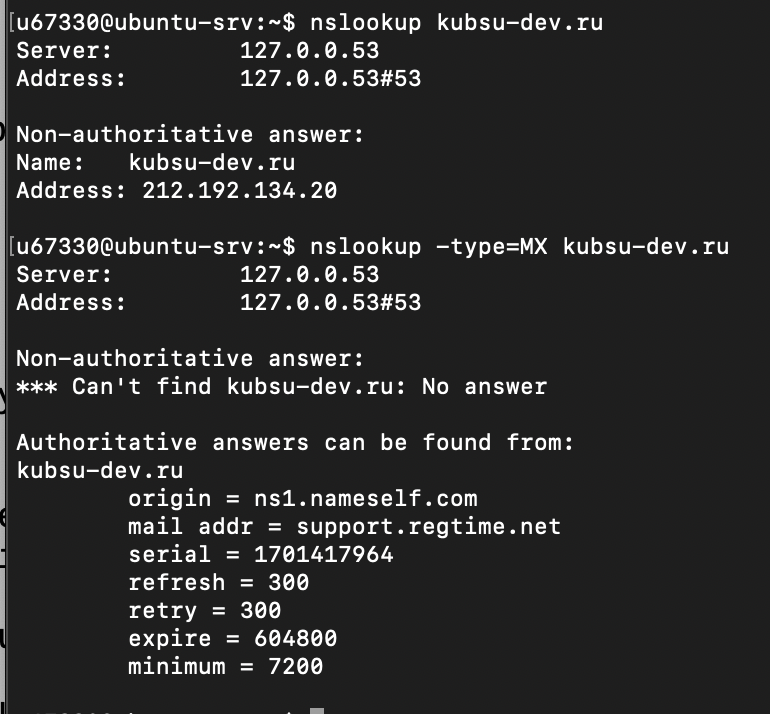 [u67330@ubuntu-srv:~$ nslookup kubsu-dev.ru
Server:         127.0.0.53
Address:        127.0.0.53#53

Non-authoritative answer:
Name:   kubsu-dev.ru
Address: 212.192.134.20

[u67330@ubuntu-srv:~$ nslookup -type=MX kubsu-dev.ru
Server:         127.0.0.53
Address:        127.0.0.53#53

Non-authoritative answer:
*** Can't find kubsu-dev.ru: No answer

Authoritative answers can be found from:
kubsu-dev.ru
        origin = ns1.nameself.com
        mail addr = support.regtime.net
        serial = 1701417964
        refresh = 300
        retry = 300
        expire = 604800
        minimum = 7200